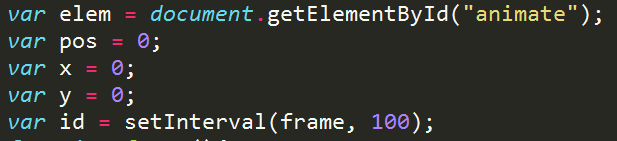 var elem = document.getElementById("animate");
var pos = 0;
var x = 0;
var y = 0;
var id = setInterval(frame, 100);